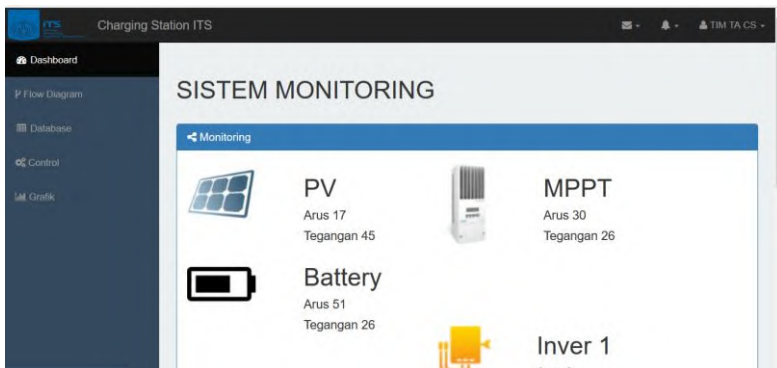 ITS
Charging Station ITS
TIM TA CS
Dashboard
Flow Diagram
Database
Control
Grafik
SISTEM MONITORING
Monitoring
PV
Arus 17
Tegangan 45
MPPT
Arus 30
Tegangan 26
Battery
Arus 51
Tegangan 26
Inver 1